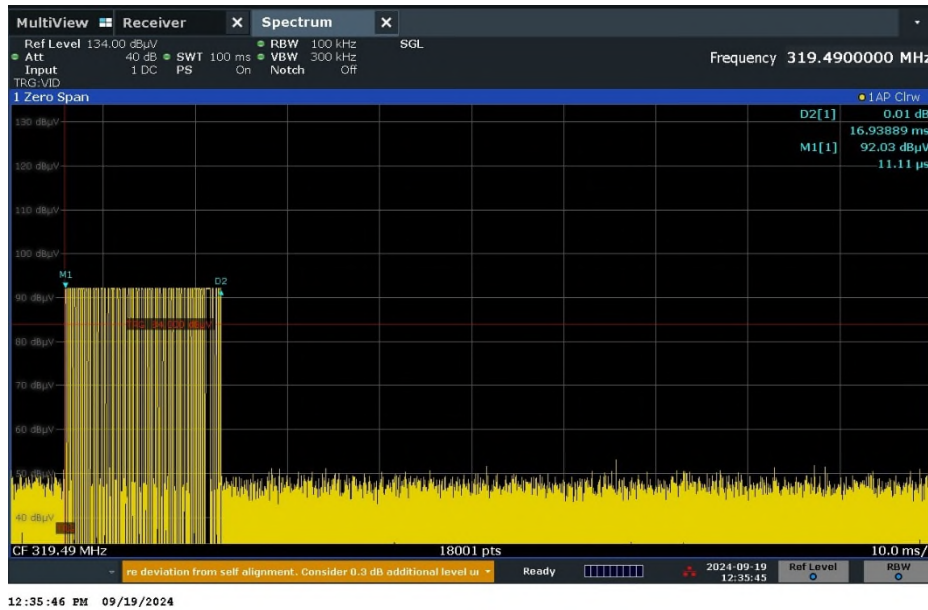 MultiView Receiver X Spectrum X
Ref Level 134.00 dBµV RBW 100 kHz SGL
Att 40 dB SWT 100 ms VBW 300 kHz Frequency 319.4900000 MHz
Input 1 DC PS On Notch Off
TRG:VID
1 Zero Span 1AP Clrw
D2[1] 0.01 dB
130 dBµV
16.93889 ms
M1[1] 92.03 dBµV
11.11 µs
120 dBµV
110 dBµV
100 dBµV
M1 D2
90 dBµV
TRG 84.000 dBµV
80 dBµV
70 dBµV
60 dBµV
50 dBµV
40 dBµV
CF 319.49 MHz 18001 pts 10.0 ms/
re deviation from self alignment. Consider 0.3 dB additional level u Ready 2024-09-19 Ref Level RBW
12:35:45
12:35:46 PM 09/19/2024